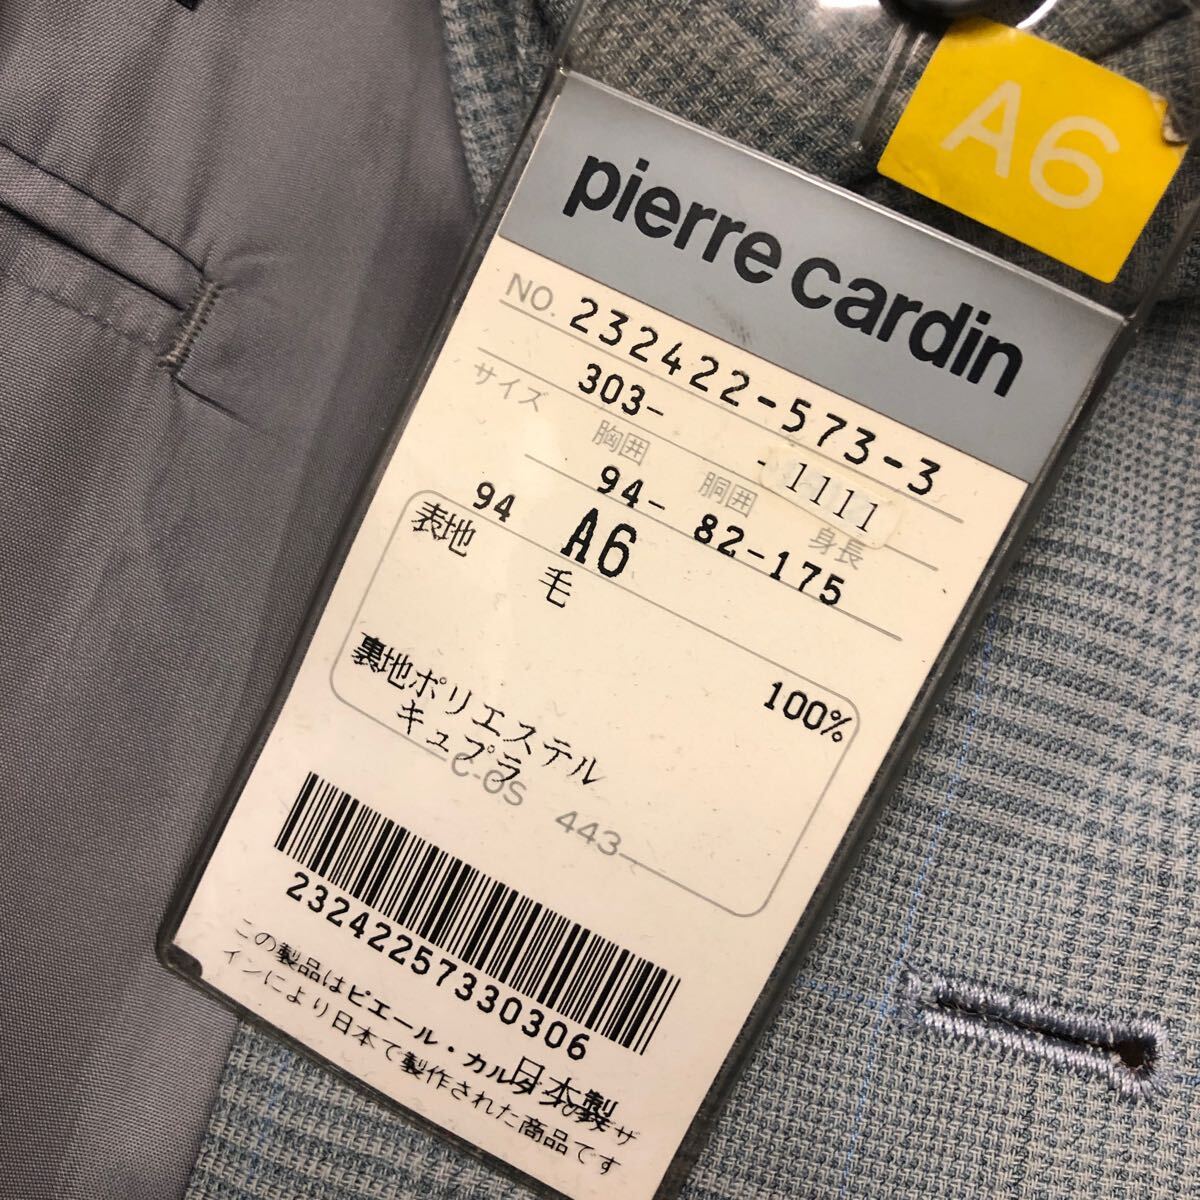 A6
pierre cardin
NO. 232422-573-3
303- -1111
サイズ 胸囲 胴囲 身長
94- 82-175
94 A6
表地 毛 100%
裏地ポリエステル
キュプラ
C-OS 443
23242257330306
日本製
この製品はピエール・カルダンのデザ
インにより日本で製作された商品です